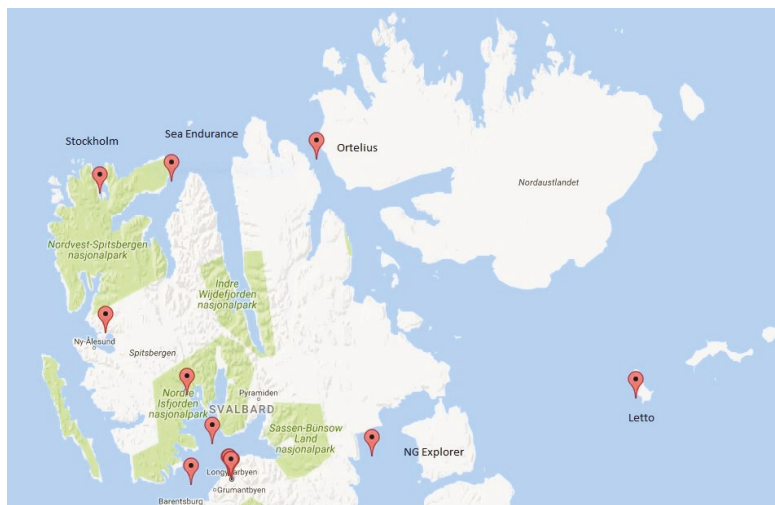 Sea Endurance
Stockholm
Ortelius
Nordaustlandet
Nordvest-Spitsbergen
nasjonalpark
Indre
Wijdefjorden
nasjonalpark
Ny-Ålesund
Spitsbergen
Nordre
Isfjorden
nasjonalpark
Pyramiden
SVALBARD
Sassen-Bünsow
Land
nasjonalpark
Letto
NG Explorer
Longyearbyen
Grumantbyen
Barentsburg